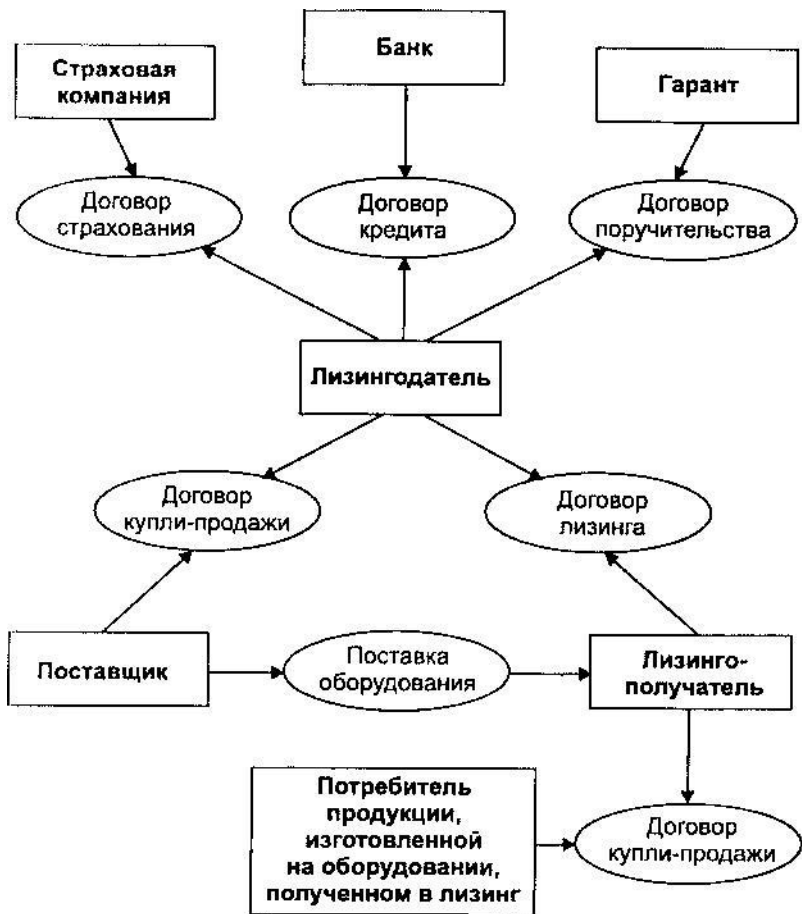 Страховая
компания
Банк
Гарант
Договор
страхования
Договор
кредита
Договор
поручительства
Лизингодатель
Договор
купли-продажи
Договор
лизинга
Поставщик
Поставка
оборудования
Лизинго-
получатель
Потребитель
продукции,
изготовленной
на оборудовании,
полученном в лизинг
Договор
купли-продажи